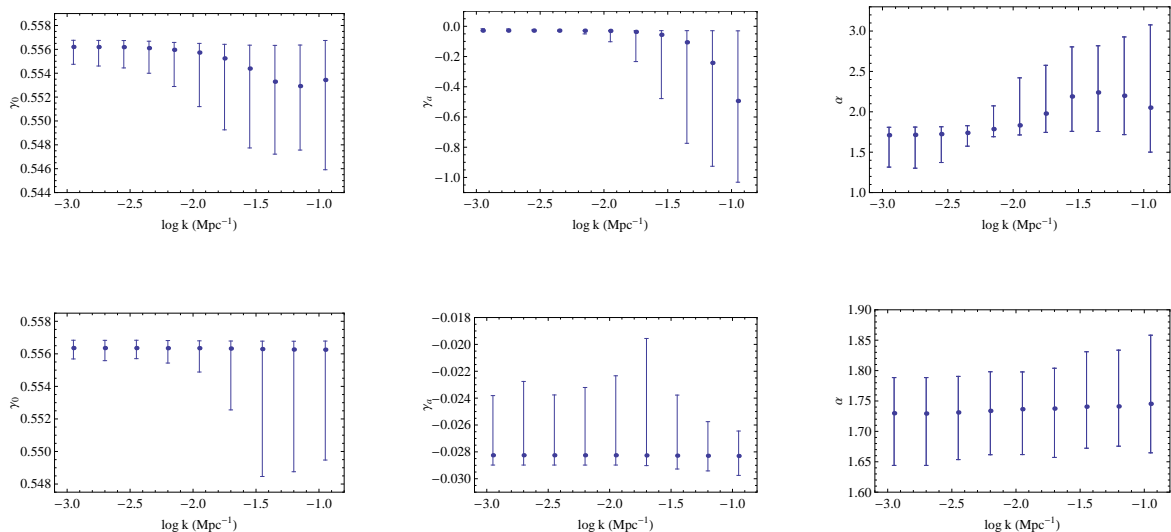 γ₀
0.558
0.556
0.554
0.552
0.550
0.548
0.546
0.544
−3.0 −2.5 −2.0 −1.5 −1.0
log k (Mpc⁻¹)
γₐ
0.0
−0.2
−0.4
−0.6
−0.8
−1.0
−3.0 −2.5 −2.0 −1.5 −1.0
log k (Mpc⁻¹)
α
3.0
2.5
2.0
1.5
1.0
−3.0 −2.5 −2.0 −1.5 −1.0
log k (Mpc⁻¹)
γ₀
0.558
0.556
0.554
0.552
0.550
0.548
−3.0 −2.5 −2.0 −1.5 −1.0
log k (Mpc⁻¹)
γₐ
−0.018
−0.020
−0.022
−0.024
−0.026
−0.028
−0.030
−3.0 −2.5 −2.0 −1.5 −1.0
log k (Mpc⁻¹)
α
1.90
1.85
1.80
1.75
1.70
1.65
1.60
−3.0 −2.5 −2.0 −1.5 −1.0
log k (Mpc⁻¹)